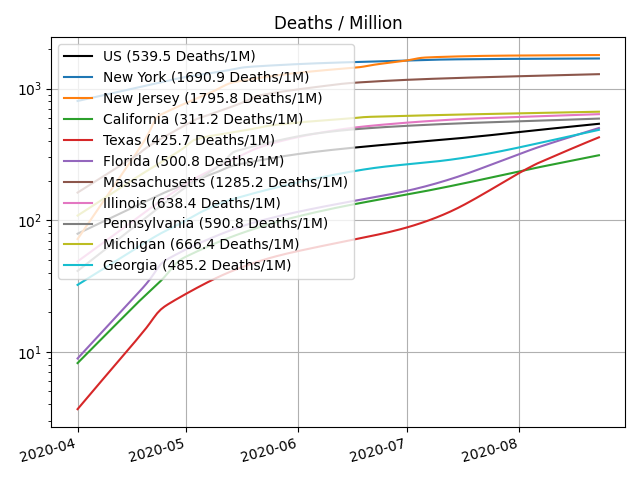 Deaths / Million
US (539.5 Deaths/1M)
New York (1690.9 Deaths/1M)
New Jersey (1795.8 Deaths/1M)
California (311.2 Deaths/1M)
Texas (425.7 Deaths/1M)
Florida (500.8 Deaths/1M)
Massachusetts (1285.2 Deaths/1M)
Illinois (638.4 Deaths/1M)
Pennsylvania (590.8 Deaths/1M)
Michigan (666.4 Deaths/1M)
Georgia (485.2 Deaths/1M)
10³
10²
10¹
2020-04 2020-05 2020-06 2020-07 2020-08